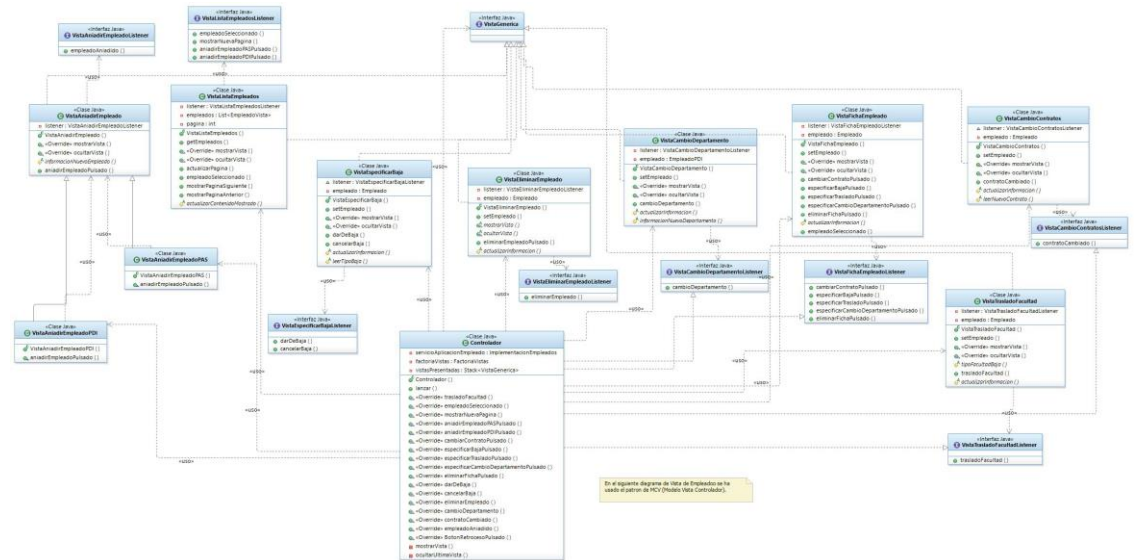 «Interfaz Java»
VistaAniadirEmpleadoListener
empleadoAniadido ()
«Interfaz Java»
VistaListaEmpleadosListener
empleadoSeleccionado ()
mostrarNuevaPagina ()
aniadirEmpleadoPASPulsado ()
aniadirEmpleadoPDIPulsado ()
«Interfaz Java»
VistaGenerica
«uso»
«uso»
«Clase Java»
VistaAniadirEmpleado
listener : VistaAniadirEmpleadoListener
VistaAniadirEmpleado ()
«Override» mostrarVista ()
«Override» ocultarVista ()
informacionNuevoEmpleado ()
aniadirEmpleadoPulsado ()
«Clase Java»
VistaListaEmpleados
listener : VistaListaEmpleadosListener
empleados : List<EmpleadoVista>
pagina : int
VistaListaEmpleados ()
getEmpleados ()
«Override» mostrarVista ()
«Override» ocultarVista ()
actualizarPagina ()
empleadoSeleccionado ()
mostrarPaginaSiguiente ()
mostrarPaginaAnterior ()
actualizarContenidoMostrado ()
«Clase Java»
VistaEspecificarBaja
listener : VistaEspecificarBajaListener
empleado : Empleado
VistaEspecificarBaja ()
setEmpleado ()
«Override» mostrarVista ()
«Override» ocultarVista ()
darDeBaja ()
cancelarBaja ()
actualizarInformacion ()
leerTipoBaja ()
«Clase Java»
VistaEliminarEmpleado
listener : VistaEliminarEmpleadoListener
empleado : Empleado
VistaEliminarEmpleado ()
setEmpleado ()
mostrarVista ()
ocultarVista ()
eliminarEmpleadoPulsado ()
actualizarInformacion ()
«Clase Java»
VistaCambioDepartamento
listener : VistaCambioDepartamentoListener
empleado : EmpleadoPDI
VistaCambioDepartamento ()
setEmpleado ()
«Override» mostrarVista ()
«Override» ocultarVista ()
cambioDepartamento ()
actualizarInformacion ()
informacionNuevoDepartamento ()
«Clase Java»
VistaFichaEmpleado
listener : VistaFichaEmpleadoListener
empleado : Empleado
VistaFichaEmpleado ()
setEmpleado ()
«Override» mostrarVista ()
«Override» ocultarVista ()
cambiarContratoPulsado ()
especificarBajaPulsado ()
especificarTrasladoPulsado ()
especificarCambioDepartamentoPulsado ()
eliminarFichaPulsado ()
actualizarInformacion ()
empleadoSeleccionado ()
«Clase Java»
VistaCambioContratos
listener : VistaCambioContratosListener
empleado : Empleado
VistaCambioContratos ()
setEmpleado ()
«Override» mostrarVista ()
«Override» ocultarVista ()
contratoCambiado ()
actualizarInformacion ()
leerNuevoContrato ()
«uso»
«Interfaz Java»
VistaCambioContratosListener
contratoCambiado ()
«Clase Java»
VistaAniadirEmpleadoPAS
VistaAniadirEmpleadoPAS ()
aniadirEmpleadoPulsado ()
«Interfaz Java»
VistaEliminarEmpleadoListener
eliminarEmpleado ()
«Interfaz Java»
VistaCambioDepartamentoListener
cambioDepartamento ()
«Interfaz Java»
VistaFichaEmpleadoListener
cambiarContratoPulsado ()
especificarBajaPulsado ()
especificarTrasladoPulsado ()
especificarCambioDepartamentoPulsado ()
eliminarFichaPulsado ()
«Clase Java»
VistaTrasladoFacultad
listener : VistaTrasladoFacultadListener
empleado : Empleado
VistaTrasladoFacultad ()
setEmpleado ()
«Override» mostrarVista ()
«Override» ocultarVista ()
tipoFacultadBaja ()
trasladoFacultad ()
actualizarInformacion ()
«Clase Java»
VistaAniadirEmpleadoPDI
VistaAniadirEmpleadoPDI ()
aniadirEmpleadoPulsado ()
«Interfaz Java»
VistaEspecificarBajaListener
darDeBaja ()
cancelarBaja ()
«Clase Java»
Controlador
servicioAplicacionEmpleado : ImplementacionEmpleados
factoriaVistas : FactoriaVistas
vistasPresentadas : Stack<VistaGenerica>
Controlador ()
lanzar ()
«Override» trasladoFacultad ()
«Override» empleadoSeleccionado ()
«Override» mostrarNuevaPagina ()
«Override» aniadirEmpleadoPASPulsado ()
«Override» aniadirEmpleadoPDIPulsado ()
«Override» cambiarContratoPulsado ()
«Override» especificarBajaPulsado ()
«Override» especificarTrasladoPulsado ()
«Override» especificarCambioDepartamentoPulsado ()
«Override» eliminarFichaPulsado ()
«Override» darDeBaja ()
«Override» cancelarBaja ()
«Override» eliminarEmpleado ()
«Override» cambioDepartamento ()
«Override» contratoCambiado ()
«Override» empleadoAniadido ()
«Override» BotonRetrocesoPulsado ()
mostrarVista ()
ocultarUltimaVista ()
«Interfaz Java»
VistaTrasladoFacultadListener
trasladoFacultad ()
En el siguiente diagrama de Vista de Empleados se ha
usado el patron de MCV (Modelo Vista Controlador).